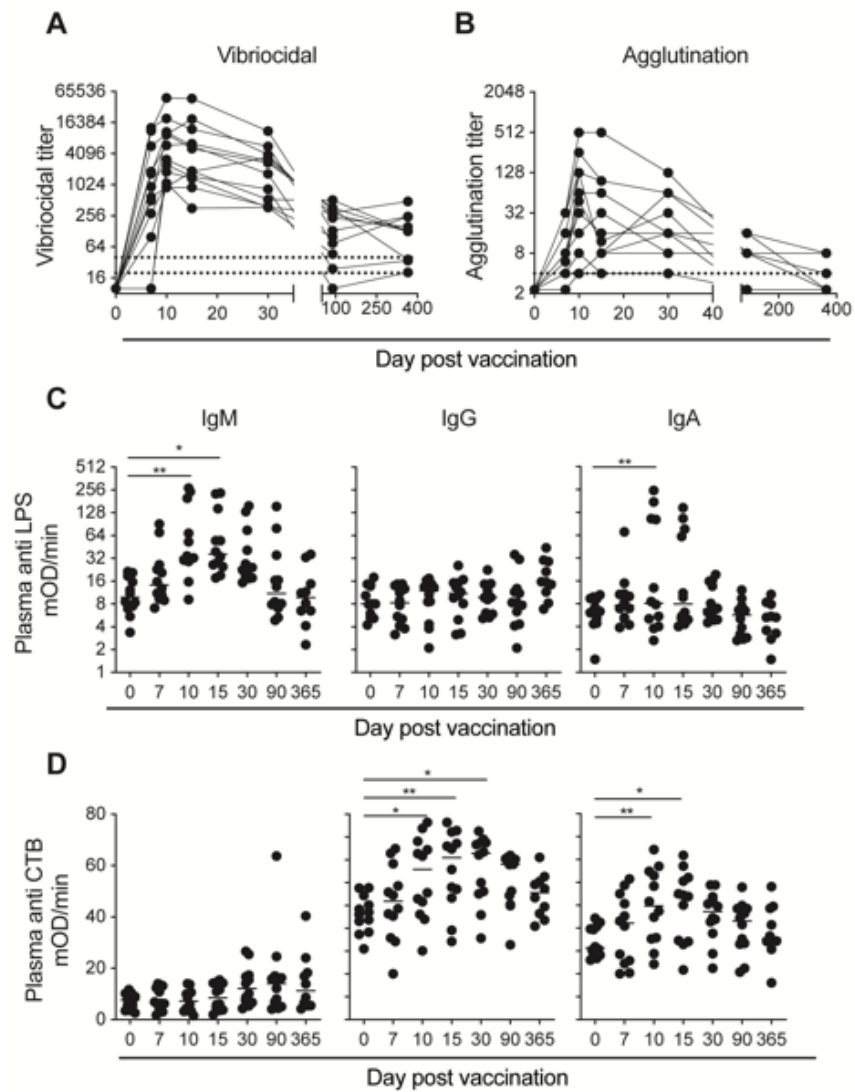 A
Vibriocidal
Vibriocidal titer
65536
16384
4096
1024
256
64
16
0 10 20 30 100 250 400
B
Agglutination
Agglutination titer
2048
512
128
32
8
2
0 10 20 30 40 200 400
Day post vaccination
C
IgM IgG IgA
Plasma anti LPS
mOD/min
512
256
128
64
32
16
8
4
2
1
* ** **
0 7 10 15 30 90 365 0 7 10 15 30 90 365 0 7 10 15 30 90 365
Day post vaccination
D
Plasma anti CTB
mOD/min
80
60
40
20
0
* ** * * **
0 7 10 15 30 90 365 0 7 10 15 30 90 365 0 7 10 15 30 90 365
Day post vaccination